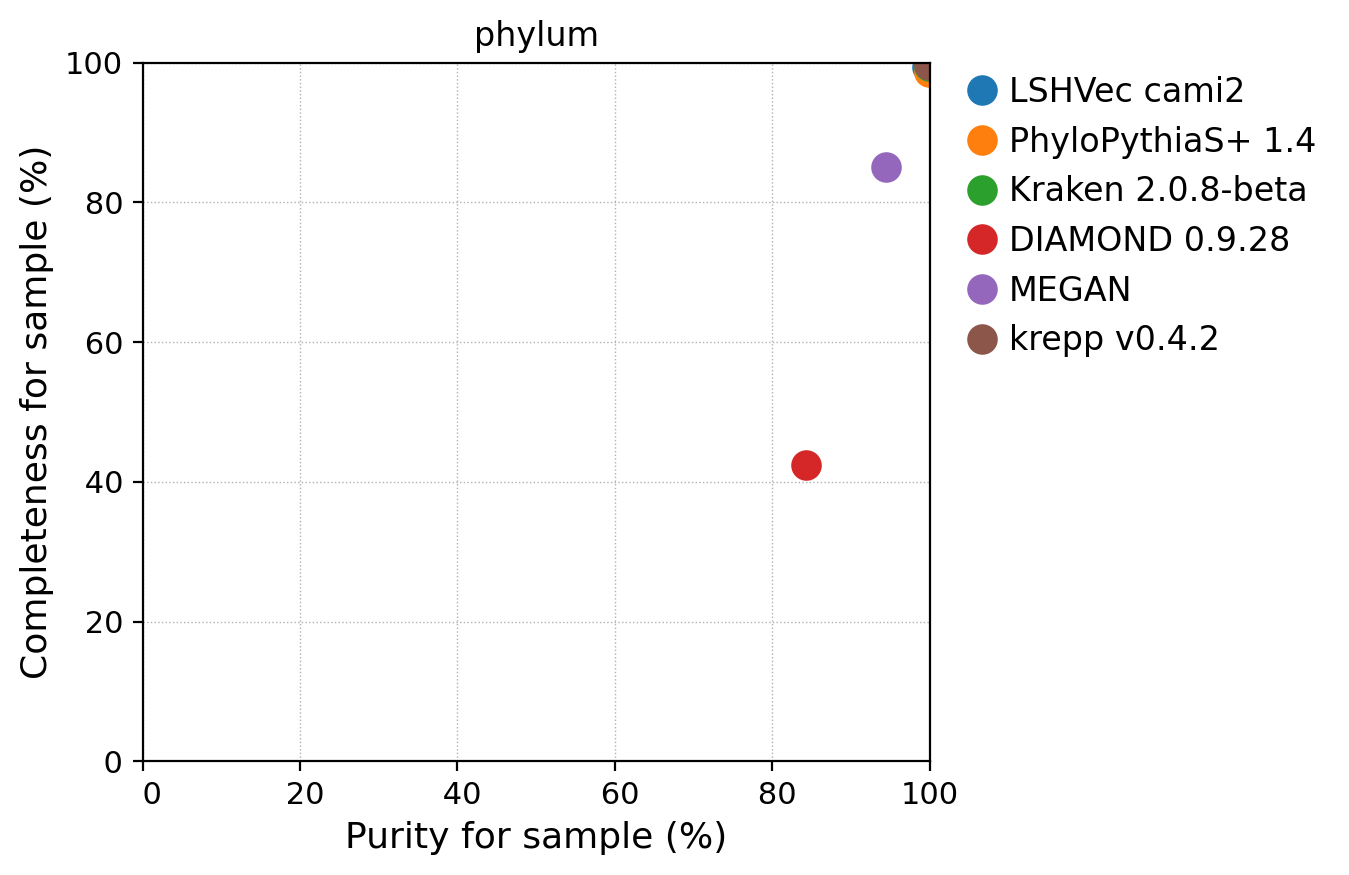 phylum
100
80
60
40
20
0
Completeness for sample (%)
0 20 40 60 80 100
Purity for sample (%)
LSHVec cami2
PhyloPythiaS+ 1.4
Kraken 2.0.8-beta
DIAMOND 0.9.28
MEGAN
krepp v0.4.2